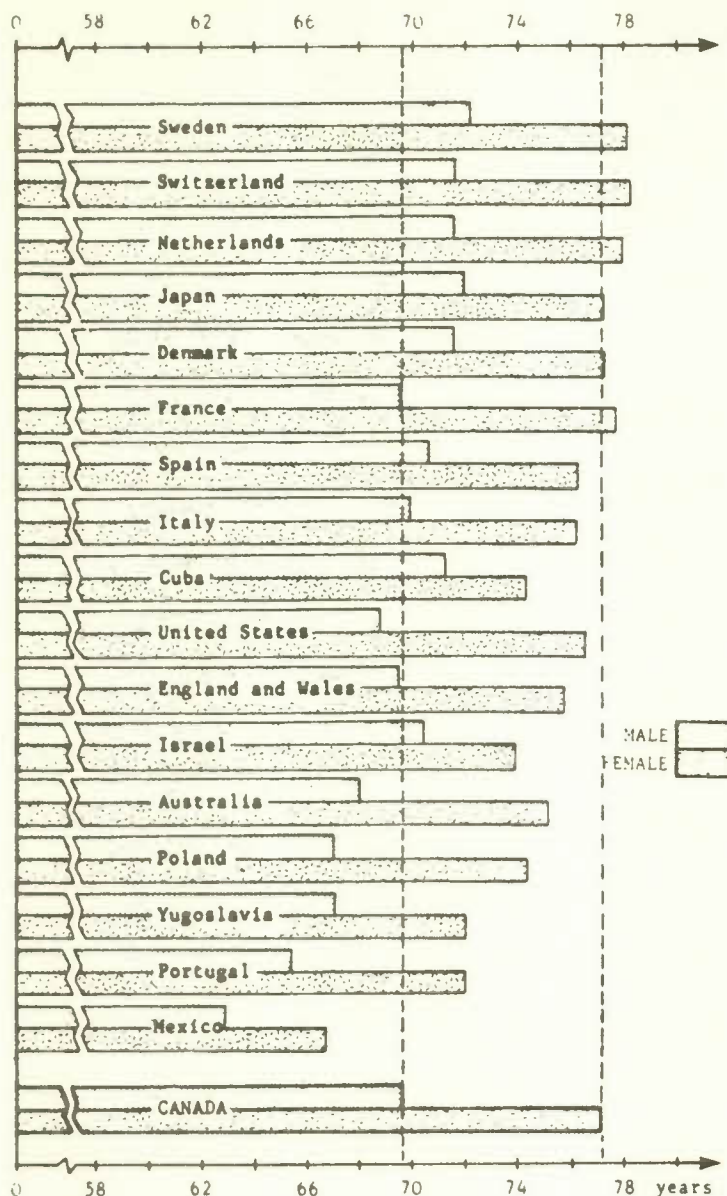 0 58 62 66 70 74 78
Sweden
Switzerland
Netherlands
Japan
Denmark
France
Spain
Italy
Cuba
United States
England and Wales
Israel
MALE
FEMALE
Australia
Poland
Yugoslavia
Portugal
Mexico
CANADA
0 58 62 66 70 74 78 years